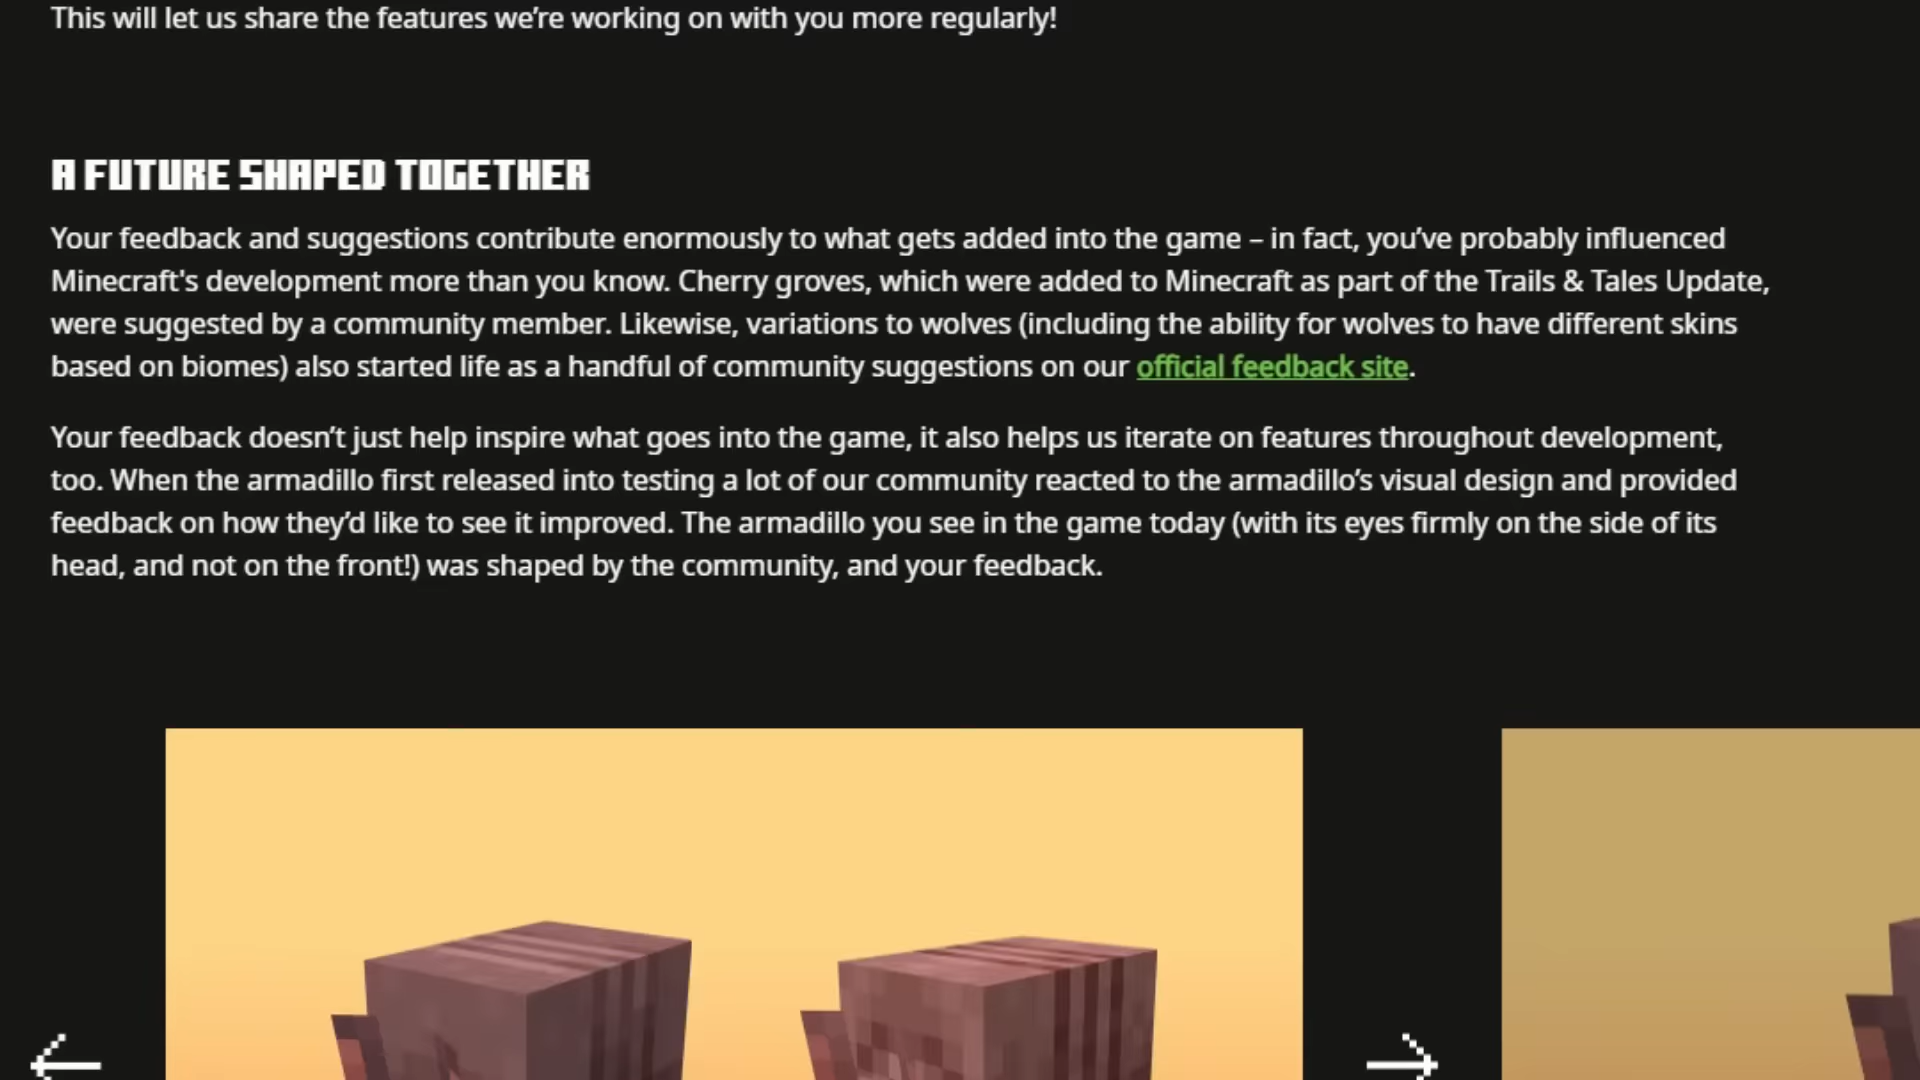 This will let us share the features we’re working on with you more regularly!
A FUTURE SHAPED TOGETHER
Your feedback and suggestions contribute enormously to what gets added into the game – in fact, you’ve probably influenced
Minecraft's development more than you know. Cherry groves, which were added to Minecraft as part of the Trails & Tales Update,
were suggested by a community member. Likewise, variations to wolves (including the ability for wolves to have different skins
based on biomes) also started life as a handful of community suggestions on our official feedback site.
Your feedback doesn’t just help inspire what goes into the game, it also helps us iterate on features throughout development,
too. When the armadillo first released into testing a lot of our community reacted to the armadillo’s visual design and provided
feedback on how they’d like to see it improved. The armadillo you see in the game today (with its eyes firmly on the side of its
head, and not on the front!) was shaped by the community, and your feedback.